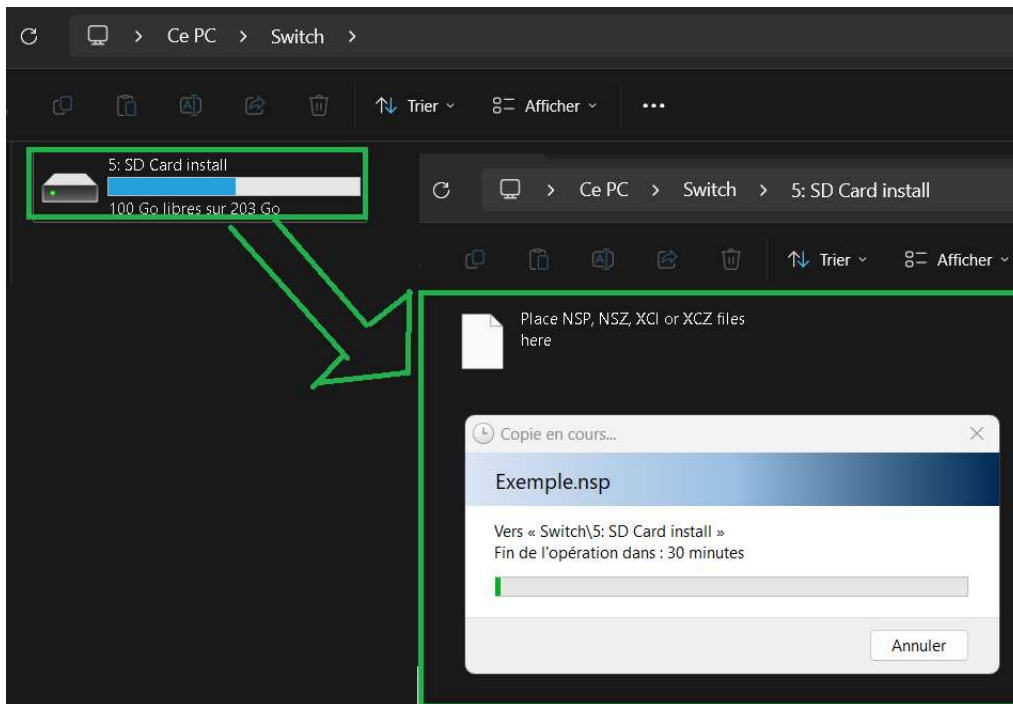 Ce PC > Switch >
Trier
Afficher
5: SD Card install
100 Go libres sur 203 Go
Ce PC > Switch > 5: SD Card install
Trier
Afficher
Place NSP, NSZ, XCI or XCZ files
here
Copie en cours...
Exemple.nsp
Vers « Switch\5: SD Card install »
Fin de l'opération dans : 30 minutes
Annuler